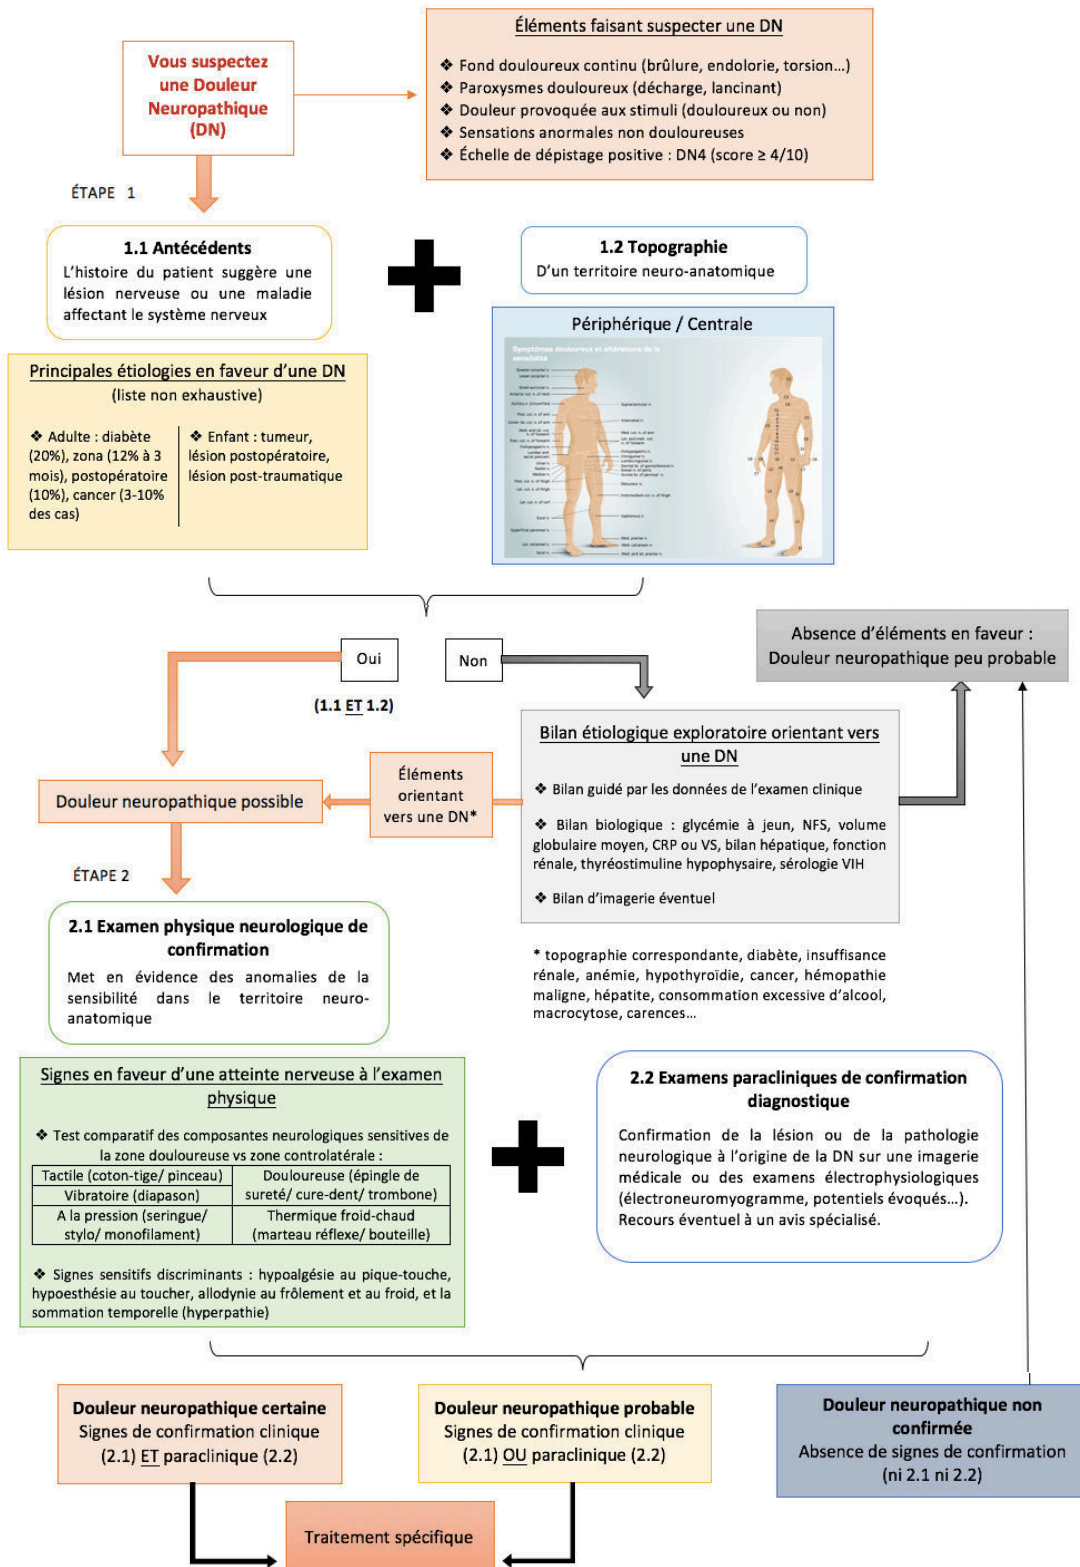 Vous suspectez
une Douleur
Neuropathique
(DN)
Éléments faisant suspecter une DN
❖ Fond douloureux continu (brûlure, endolorie, torsion…)
❖ Paroxysmes douloureux (décharge, lancinant)
❖ Douleur provoquée aux stimuli (douloureux ou non)
❖ Sensations anormales non douloureuses
❖ Échelle de dépistage positive : DN4 (score ≥ 4/10)
ÉTAPE 1
1.1 Antécédents
L’histoire du patient suggère une
lésion nerveuse ou une maladie
affectant le système nerveux
1.2 Topographie
D’un territoire neuro-anatomique
Principales étiologies en faveur d’une DN
(liste non exhaustive)
❖ Adulte : diabète
(20%), zona (12% à 3
mois), postopératoire
(10%), cancer (3-10%
des cas)
❖ Enfant : tumeur,
lésion postopératoire,
lésion post-traumatique
Périphérique / Centrale
Symptômes douloureux et altérations de la
sensibilité
Oui
Non
(1.1 ET 1.2)
Absence d’éléments en faveur :
Douleur neuropathique peu probable
Bilan étiologique exploratoire orientant vers
une DN
❖ Bilan guidé par les données de l’examen clinique
❖ Bilan biologique : glycémie à jeun, NFS, volume
globulaire moyen, CRP ou VS, bilan hépatique, fonction
rénale, thyréostimuline hypophysaire, sérologie VIH
❖ Bilan d’imagerie éventuel
Éléments
orientant
vers une DN*
Douleur neuropathique possible
ÉTAPE 2
2.1 Examen physique neurologique de
confirmation
Met en évidence des anomalies de la
sensibilité dans le territoire neuro-
anatomique
* topographie correspondante, diabète, insuffisance
rénale, anémie, hypothyroïdie, cancer, hémopathie
maligne, hépatite, consommation excessive d’alcool,
macrocytose, carences…
Signes en faveur d’une atteinte nerveuse à l’examen
physique
❖ Test comparatif des composantes neurologiques sensitives de
la zone douloureuse vs zone controlatérale :
Tactile (coton-tige/ pinceau)
Vibratoire (diapason)
A la pression (seringue/
stylo/ monofilament)
Douloureuse (épingle de
sureté/ cure-dent/ trombone)
Thermique froid-chaud
(marteau réflexe/ bouteille)
❖ Signes sensitifs discriminants : hypoalgésie au pique-touche,
hypoesthésie au toucher, allodynie au frôlement et au froid, et la
sommation temporelle (hyperpathie)
2.2 Examens paracliniques de confirmation
diagnostique
Confirmation de la lésion ou de la pathologie
neurologique à l’origine de la DN sur une imagerie
médicale ou des examens électrophysiologiques
(électroneuromyogramme, potentiels évoqués…).
Recours éventuel à un avis spécialisé.
Douleur neuropathique certaine
Signes de confirmation clinique
(2.1) ET paraclinique (2.2)
Douleur neuropathique probable
Signes de confirmation clinique
(2.1) OU paraclinique (2.2)
Douleur neuropathique non
confirmée
Absence de signes de confirmation
(ni 2.1 ni 2.2)
Traitement spécifique